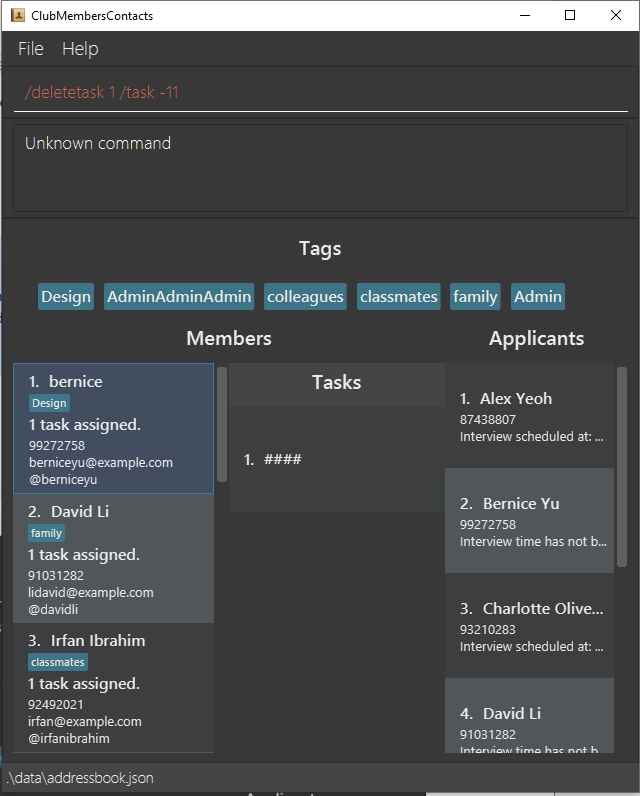 ClubMembersContacts
File Help
/deletetask 1 /task -11
Unknown command
Tags
Design AdminAdminAdmin colleagues classmates family Admin
Members
1. bernice
Design
1 task assigned.
99272758
berniceyu@example.com
@berniceyu
2. David Li
family
1 task assigned.
91031282
lidavid@example.com
@davidli
3. Irfan Ibrahim
classmates
1 task assigned.
92492021
irfan@example.com
@irfanibrahim
Tasks
1. ####
Applicants
1. Alex Yeoh
87438807
Interview scheduled at: ...
2. Bernice Yu
99272758
Interview time has not b...
3. Charlotte Olive...
93210283
Interview scheduled at: ...
4. David Li
91031282
Interview time has not b...
.\data\addressbook.json